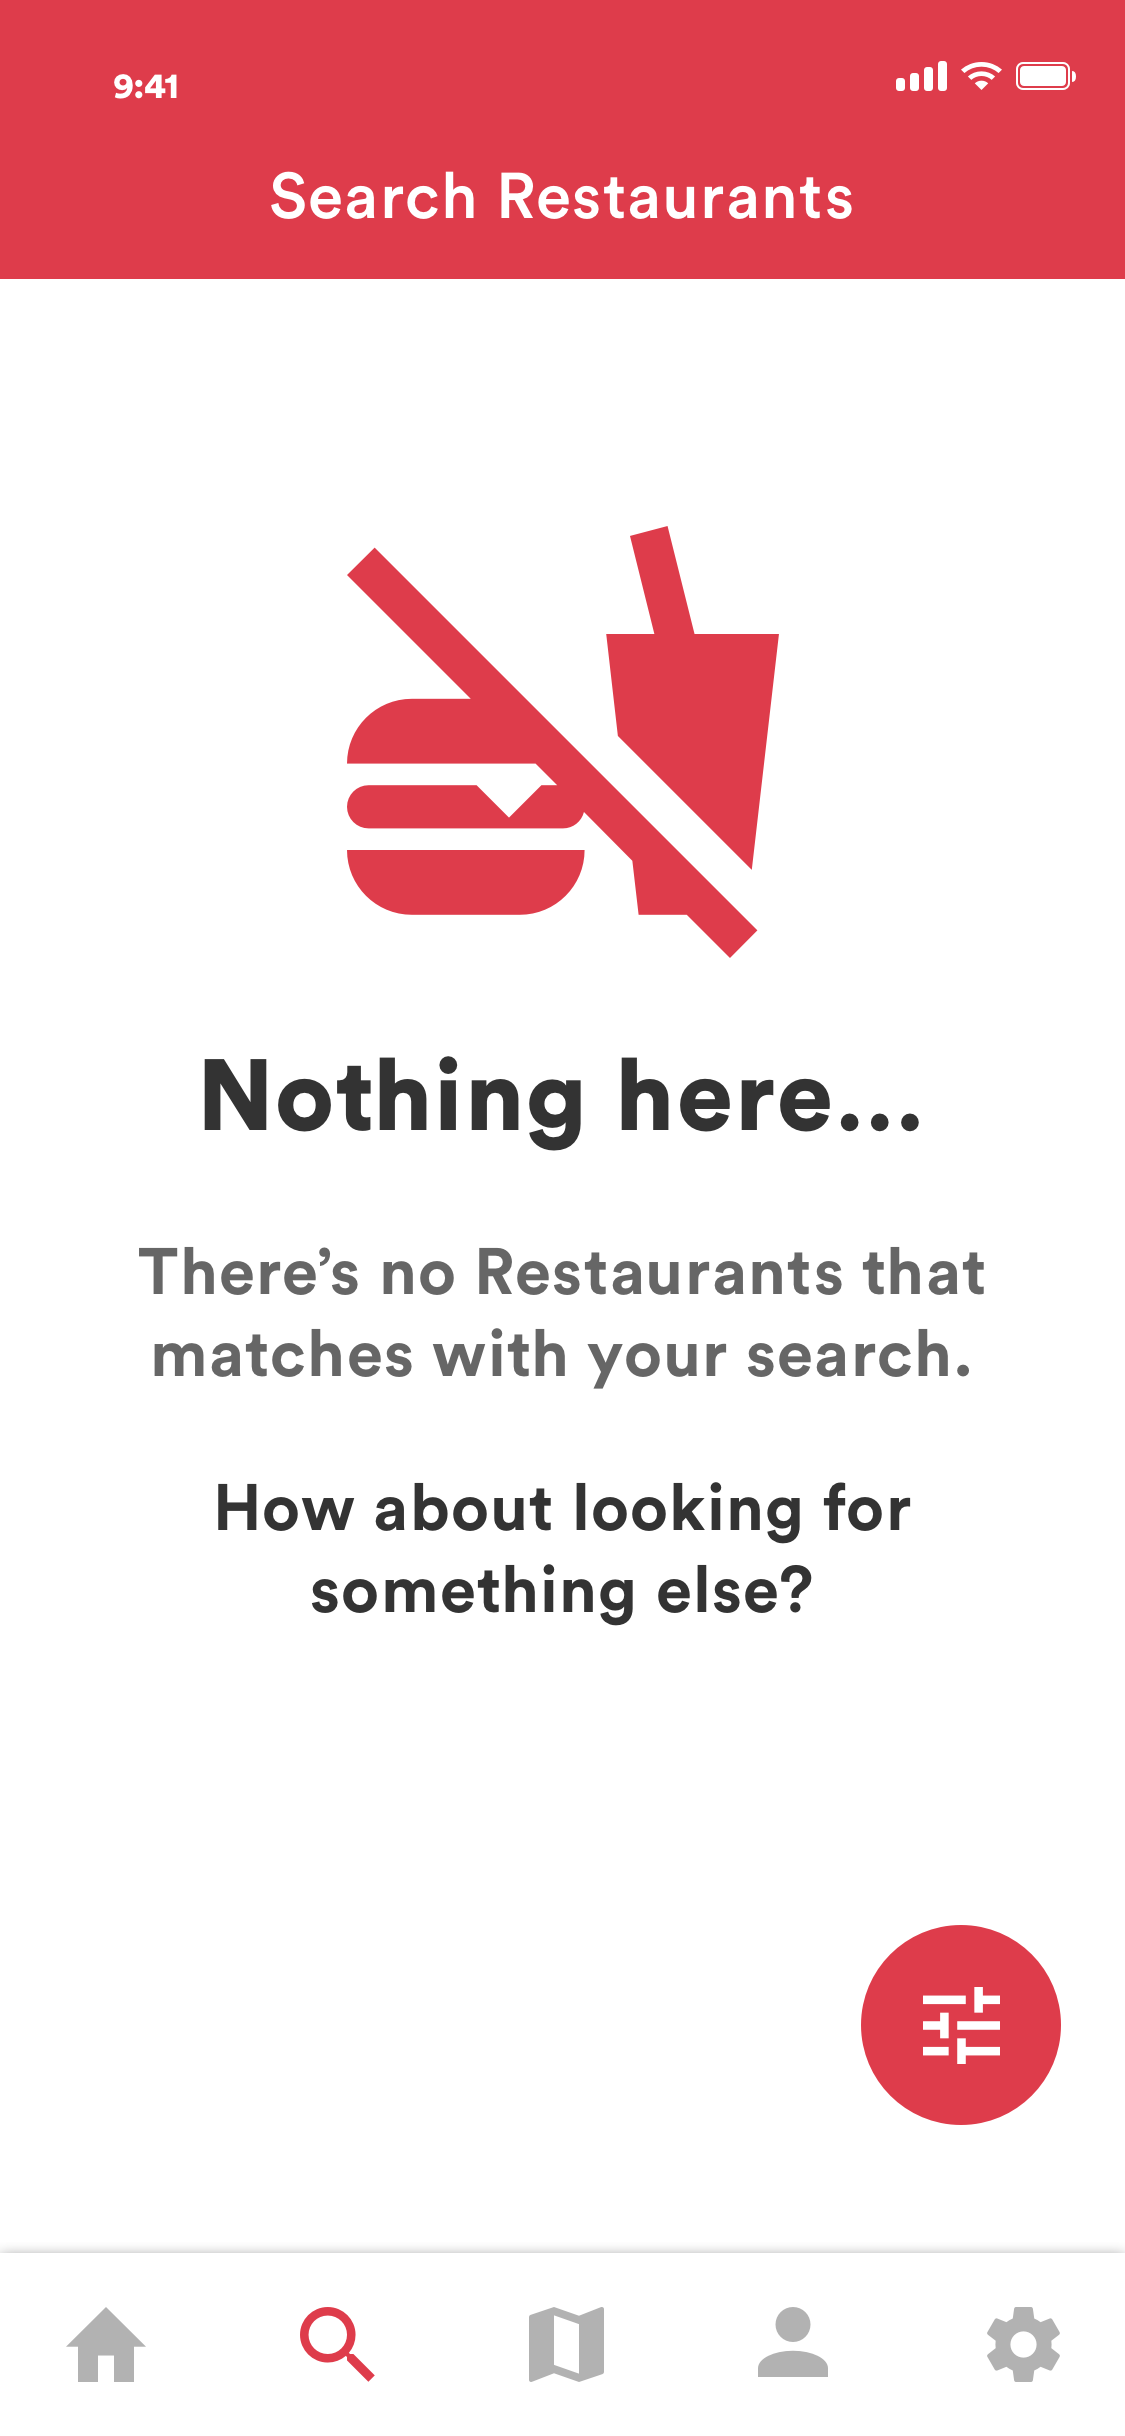 9:41
Search Restaurants
Nothing here...
There’s no Restaurants that
matches with your search.
How about looking for
something else?